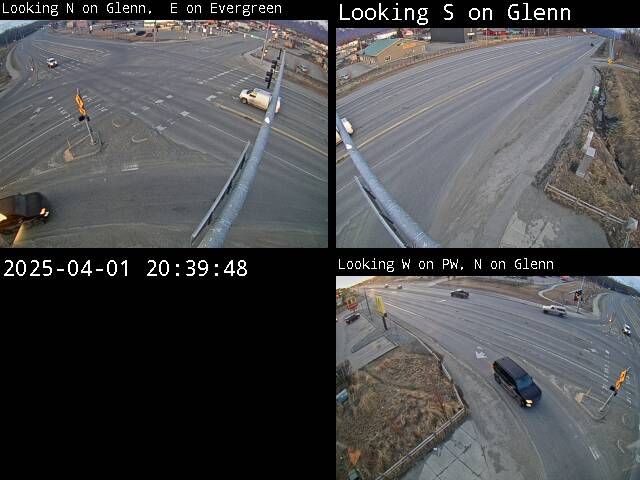 Looking N on Glenn, E on Evergreen
Looking S on Glenn
2025-04-01 20:39:48
Looking W on PW, N on Glenn